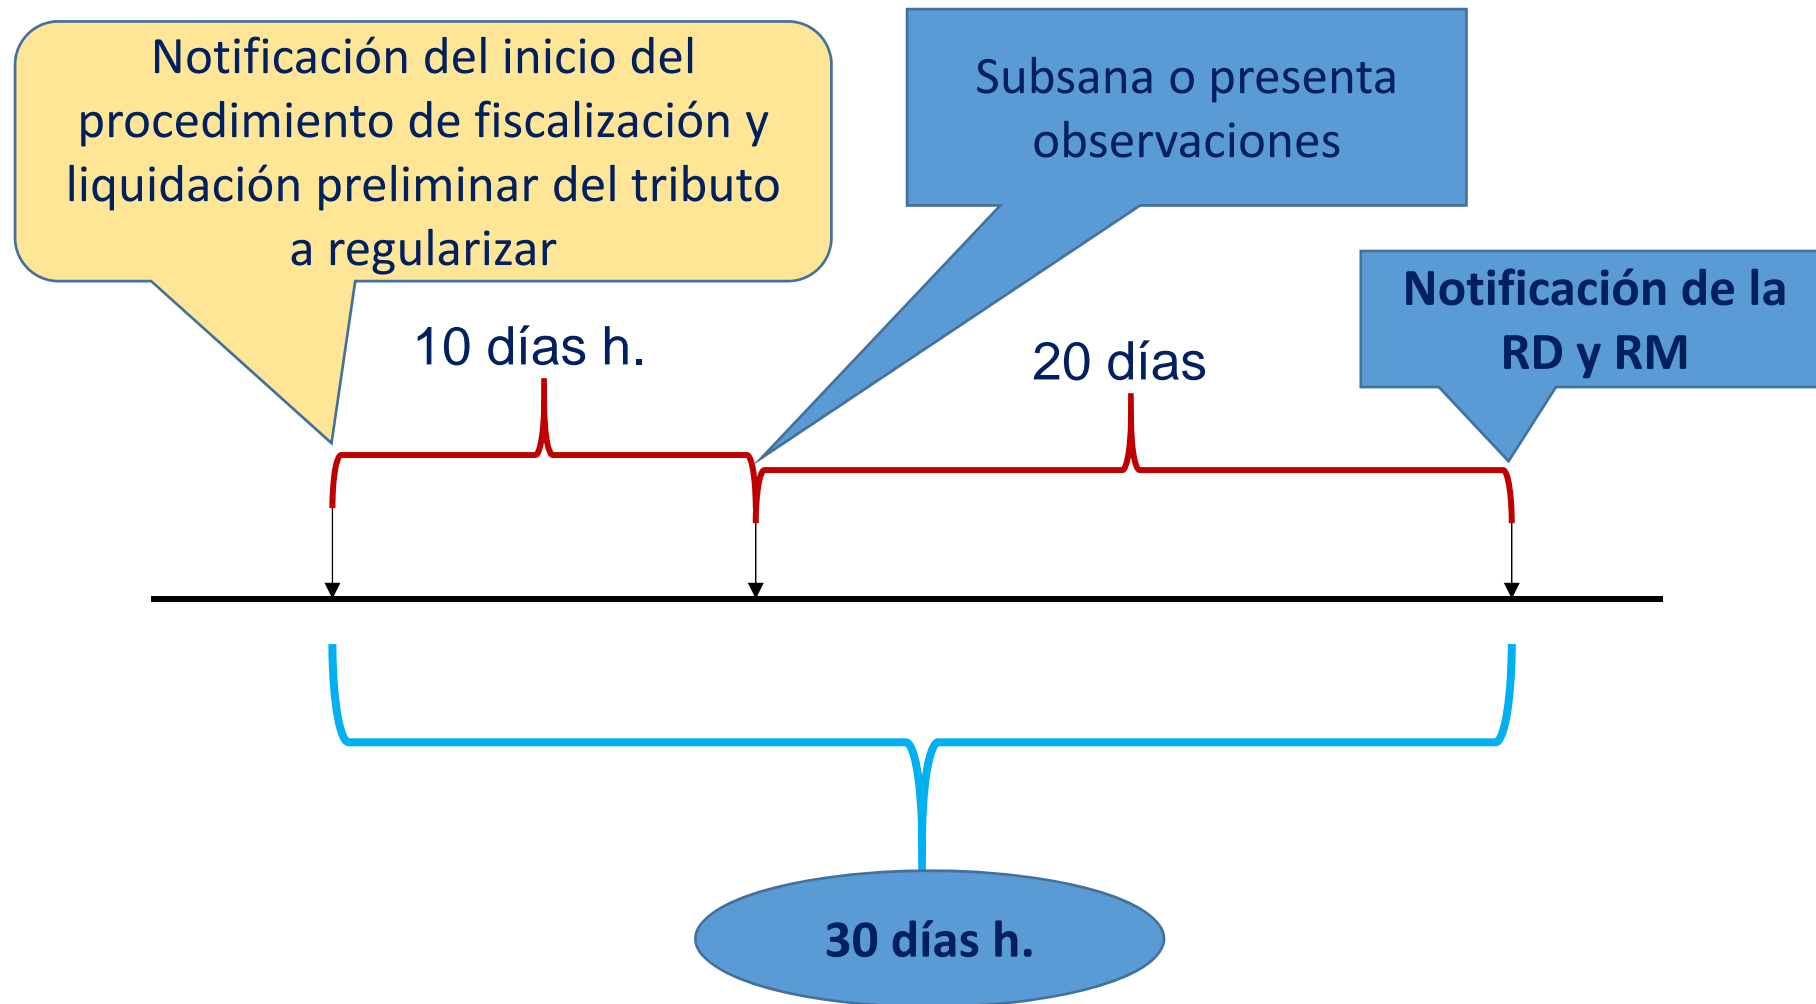 Notificación del inicio del
procedimiento de fiscalización y
liquidación preliminar del tributo
a regularizar
Subsana o presenta
observaciones
Notificación de la
RD y RM
10 días h.
20 días
30 días h.